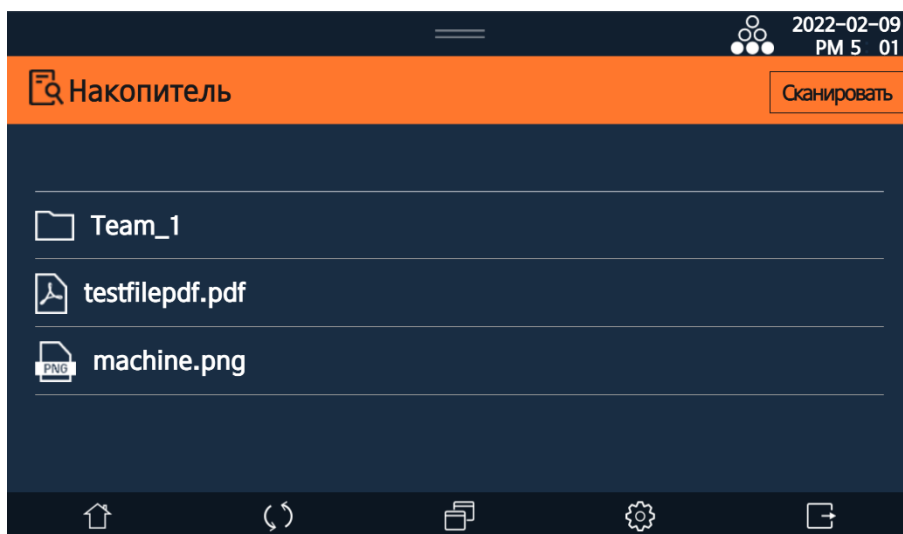 2022-02-09
PM 5 01
Накопитель
Сканировать
Team_1
testfilepdf.pdf
PNG
machine.png